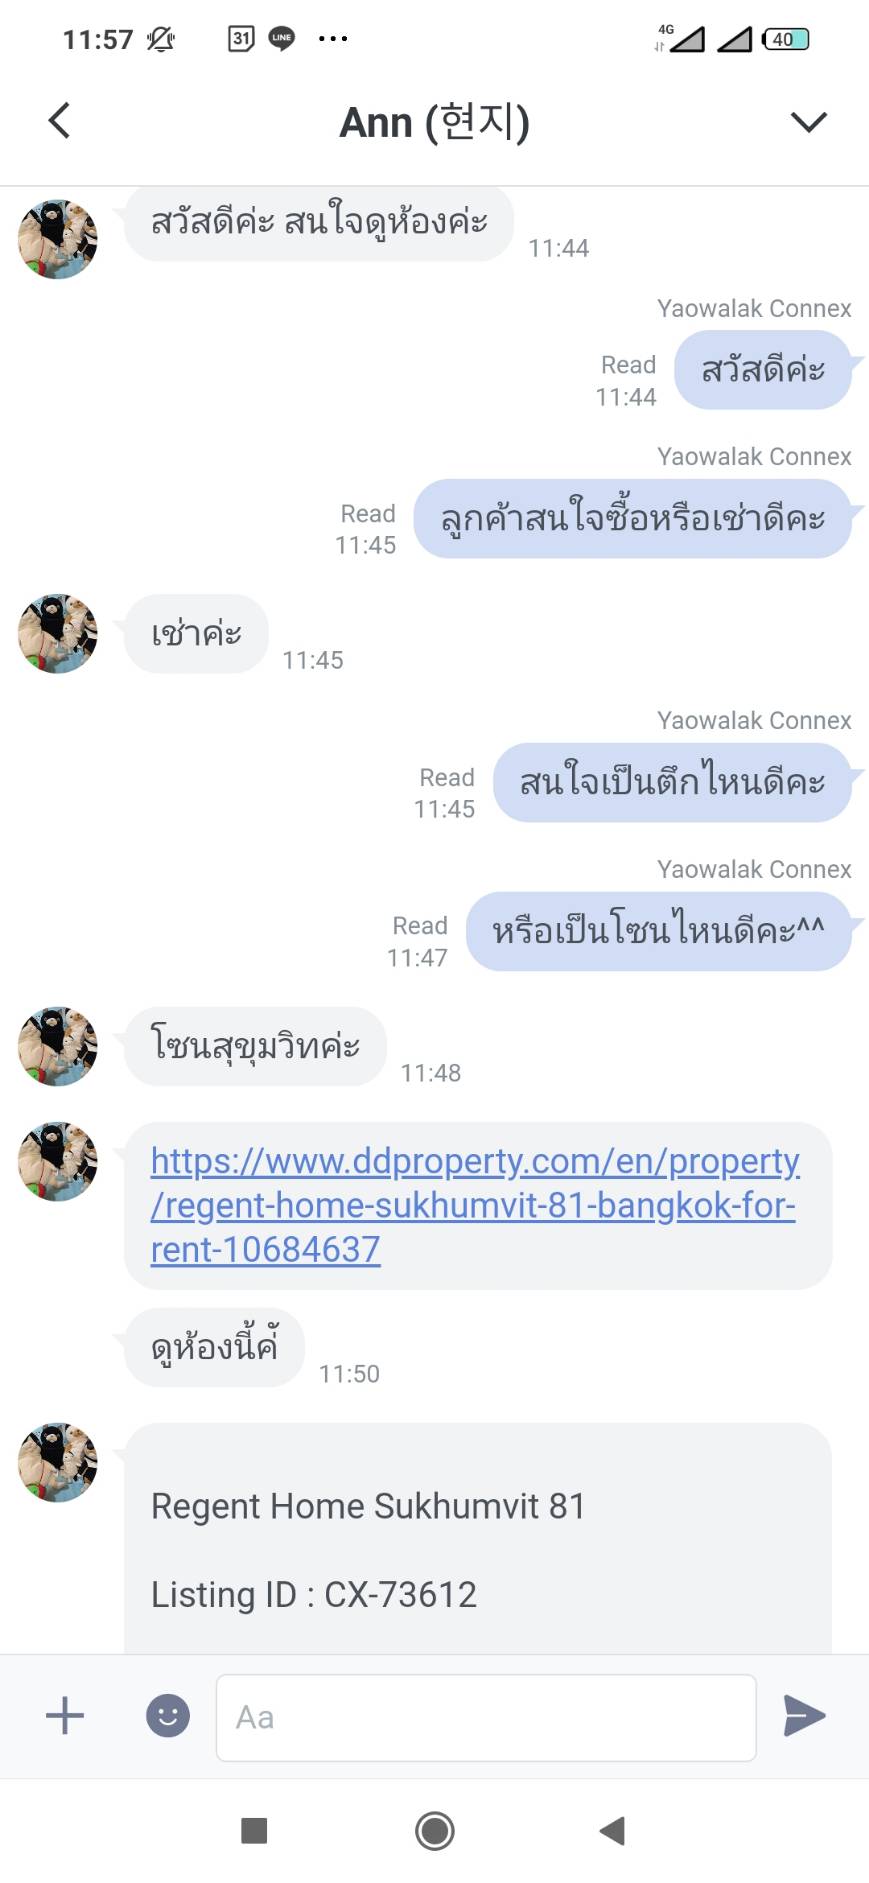 11:57
31
LINE
4G
40
Ann (현지)
สวัสดีค่ะ สนใจดูห้องค่ะ
11:44
Yaowalak Connex
Read
11:44
สวัสดีค่ะ
Yaowalak Connex
Read
11:45
ลูกค้าสนใจซื้อหรือเช่าดีคะ
เช่าค่ะ
11:45
Yaowalak Connex
Read
11:45
สนใจเป็นตึกไหนดีคะ
Yaowalak Connex
Read
11:47
หรือเป็นโซนไหนดีคะ^^
โซนสุขุมวิทค่ะ
11:48
https://www.ddproperty.com/en/property
/regent-home-sukhumvit-81-bangkok-for-
rent-10684637
ดูห้องนี้ค่ั
11:50
Regent Home Sukhumvit 81
Listing ID : CX-73612
Aa